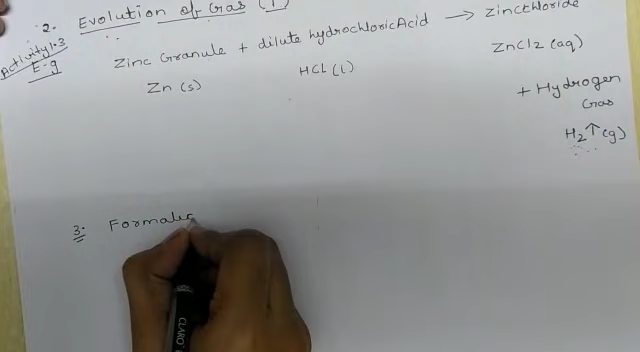 2. Evolution of Gas (↑)
Activity 1.3
E-g
Zinc Granule + dilute hydrochloric Acid → Zincchloride
Zn (s) HCl (l) ZnCl2 (aq)
+ Hydrogen
Gas
H2↑ (g)
3. Formatio
CLARO